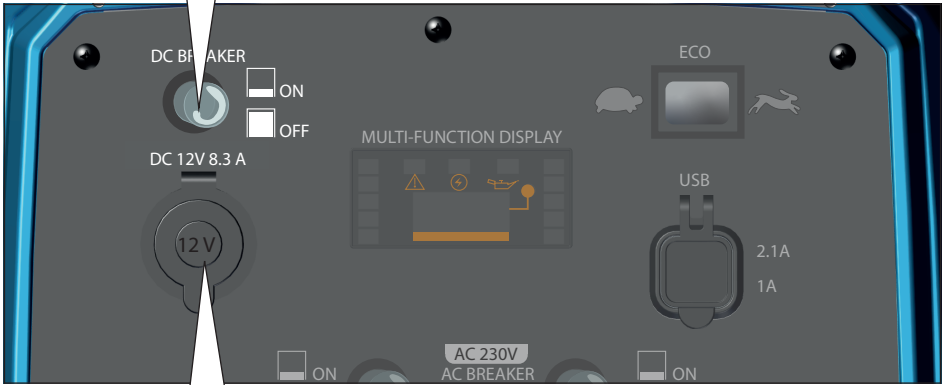 DC BREAKER
ON
OFF
DC 12V 8.3 A
12 V
MULTI-FUNCTION DISPLAY
ECO
USB
2.1A
1A
AC 230V
AC BREAKER
ON
ON